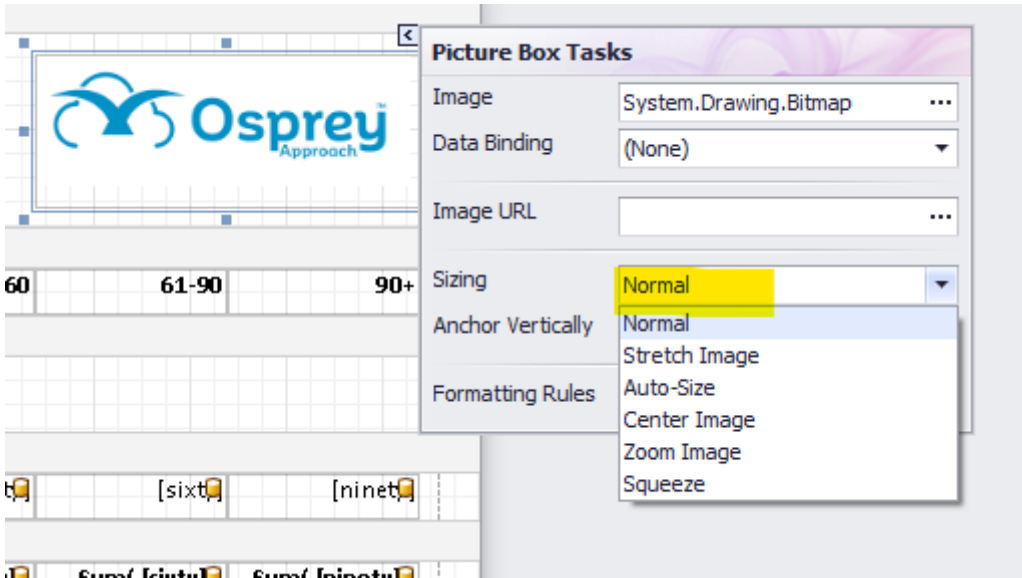 Osprey
Approach
™
Picture Box Tasks
Image
System.Drawing.Bitmap
...
Data Binding
(None)
Image URL
...
Sizing
Normal
Anchor Vertically
Normal
Stretch Image
Auto-Size
Center Image
Zoom Image
Squeeze
Formatting Rules
60 61-90 90+
[sixt [ninet